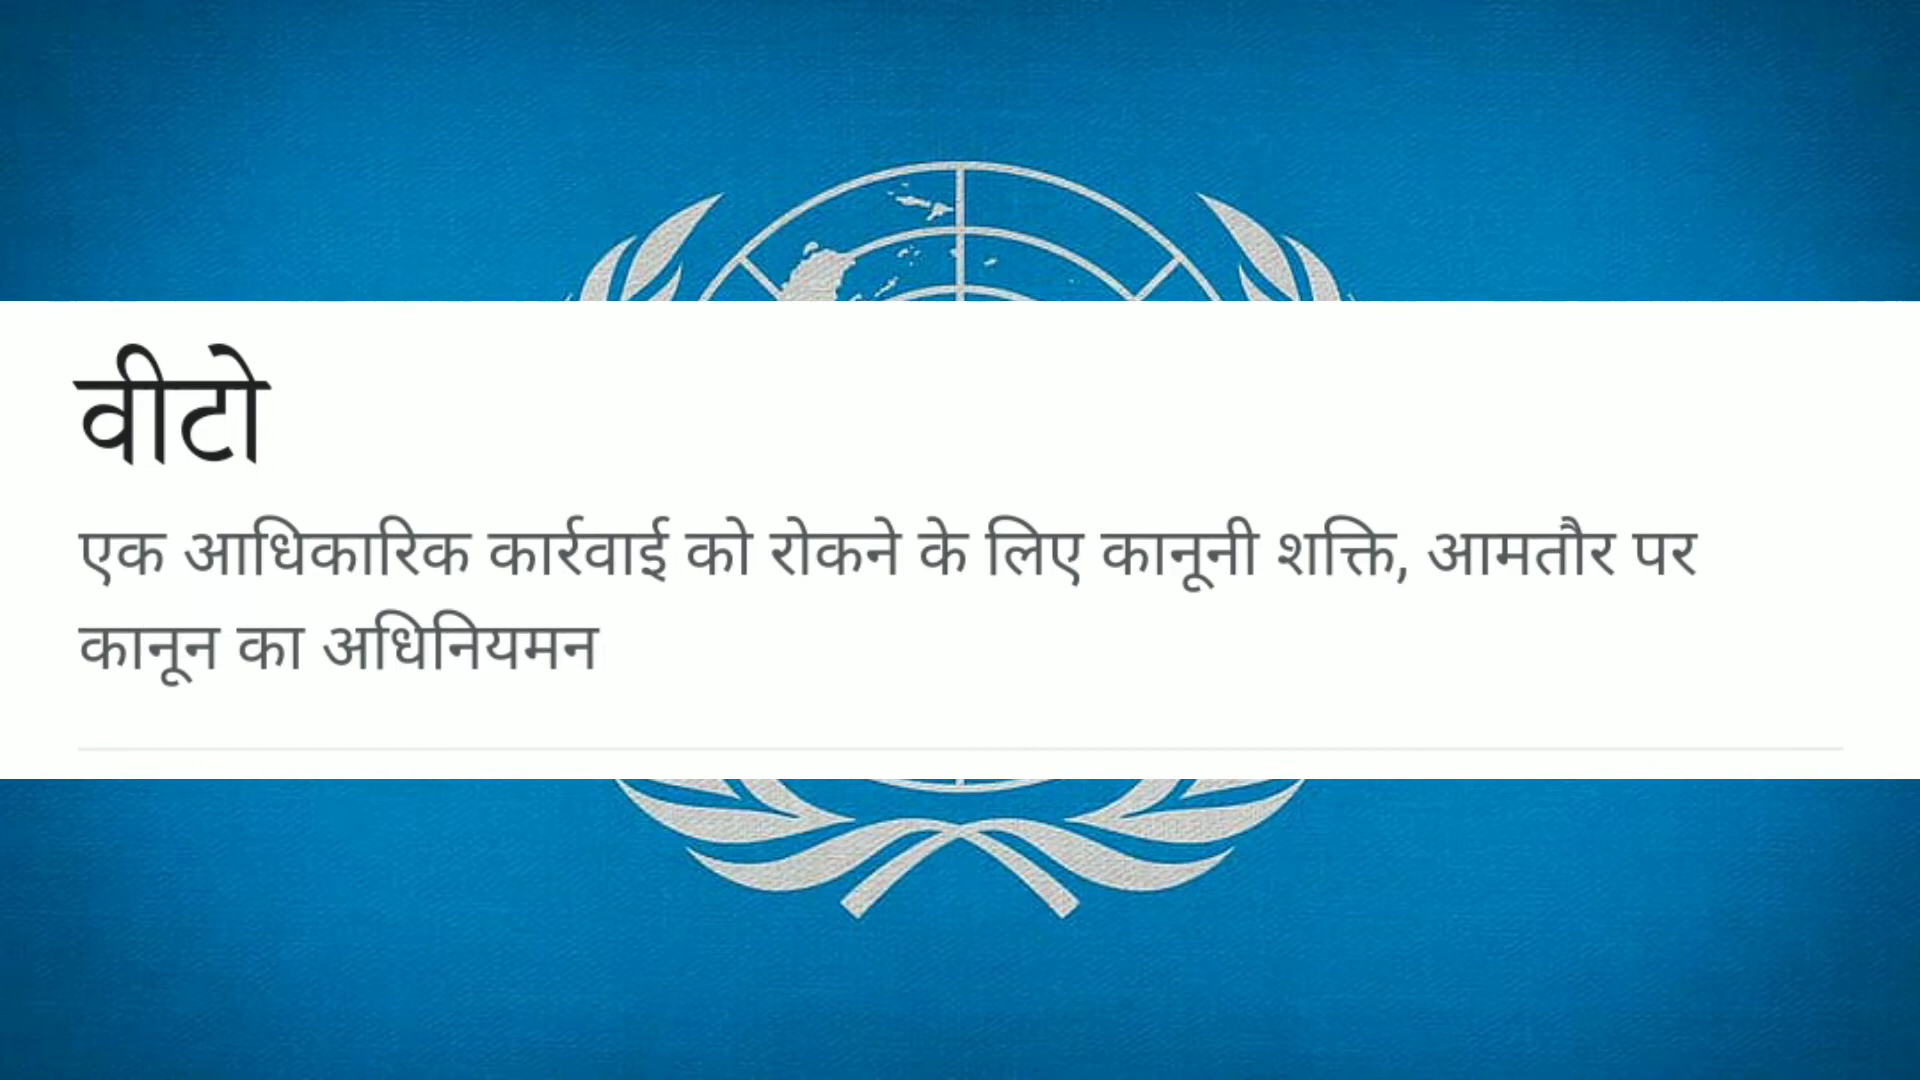 वीटो
एक आधिकारिक कार्रवाई को रोकने के लिए कानूनी शक्ति, आमतौर पर
कानून का अधिनियमन